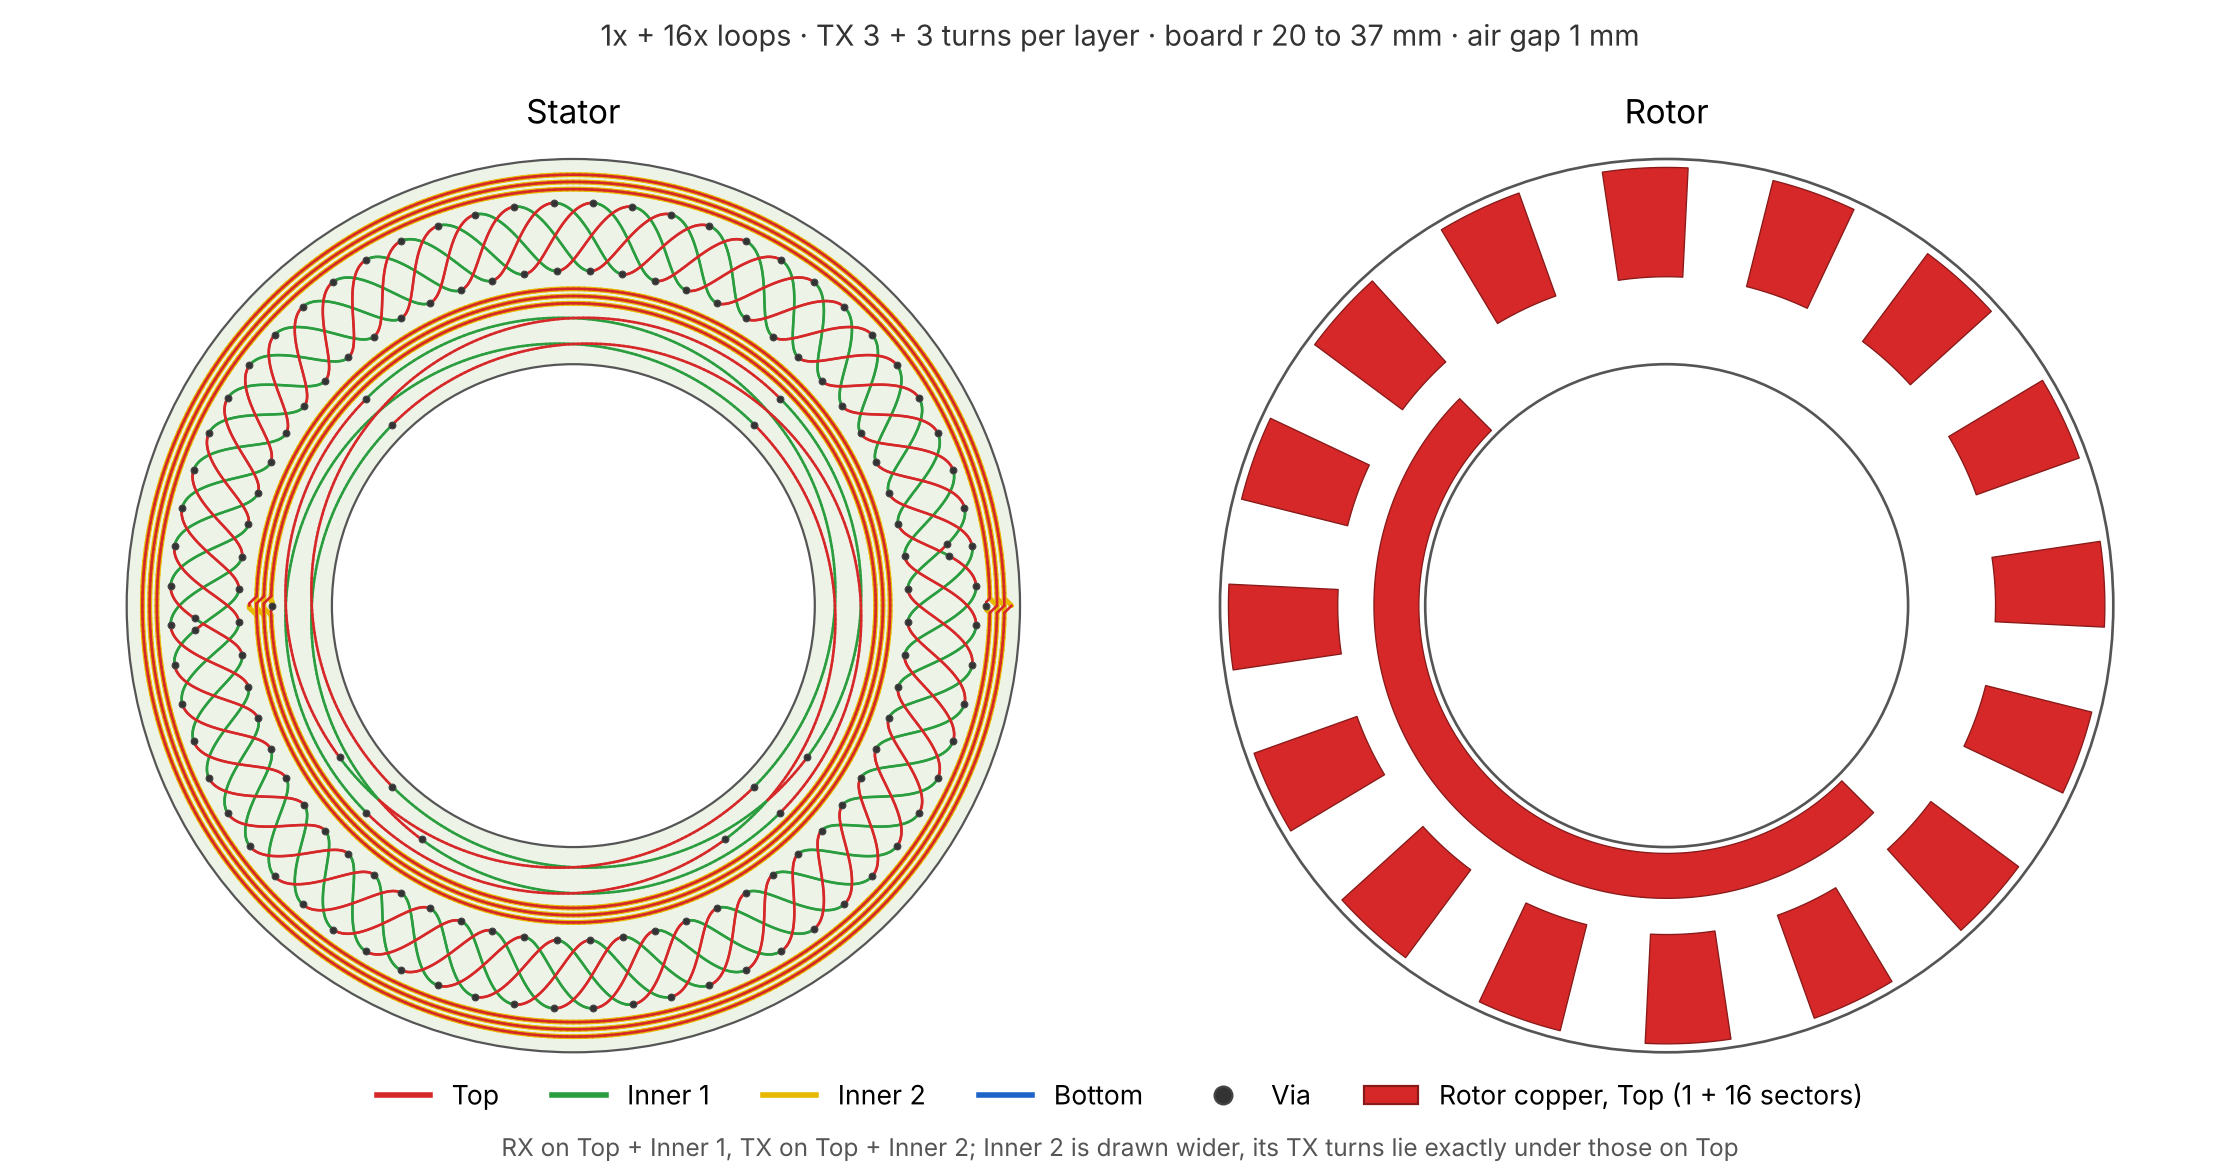 1x + 16x loops · TX 3 + 3 turns per layer · board r 20 to 37 mm · air gap 1 mm
Stator
Rotor
Top
Inner 1
Inner 2
Bottom
Via
Rotor copper, Top (1 + 16 sectors)
RX on Top + Inner 1, TX on Top + Inner 2; Inner 2 is drawn wider, its TX turns lie exactly under those on Top